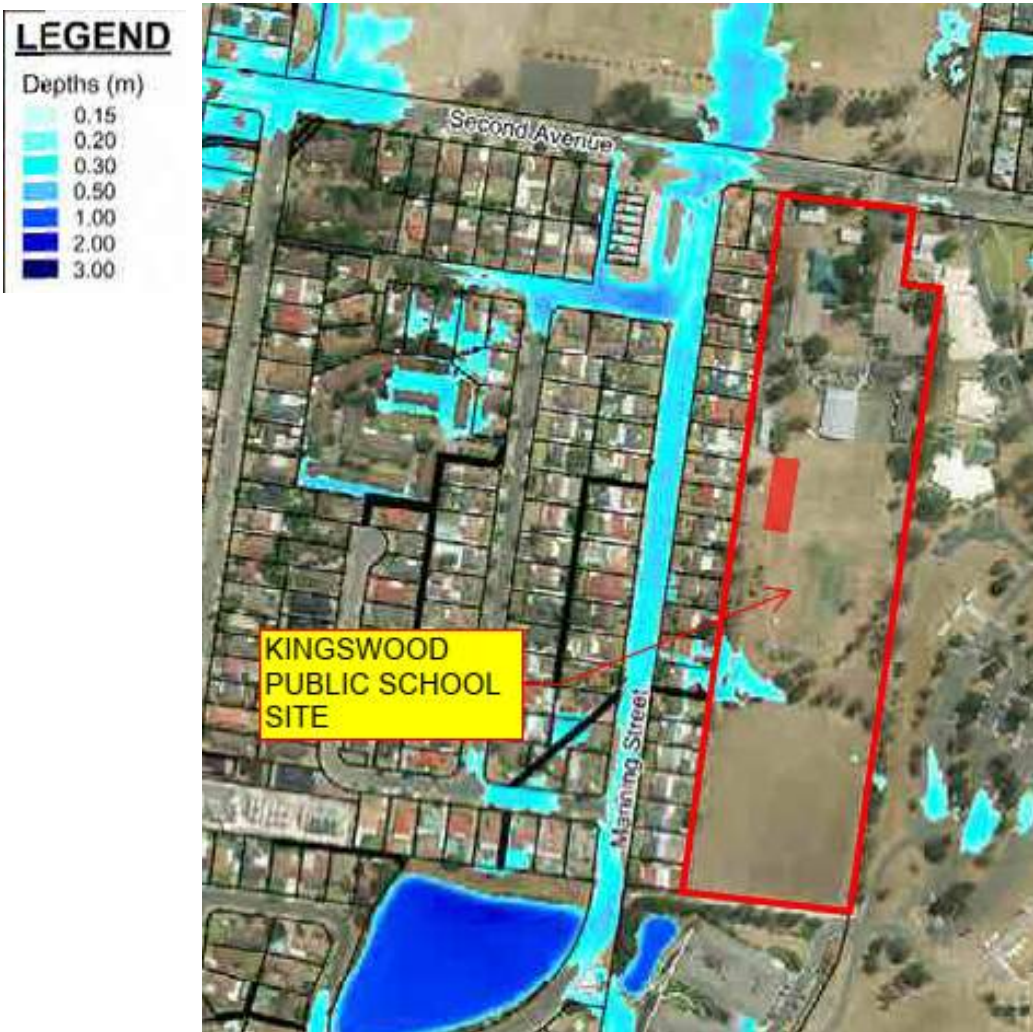 LEGEND
Depths (m)
0.15
0.20
0.30
0.50
1.00
2.00
3.00
Second Avenue
KINGSWOOD
PUBLIC SCHOOL
SITE
Manning Street